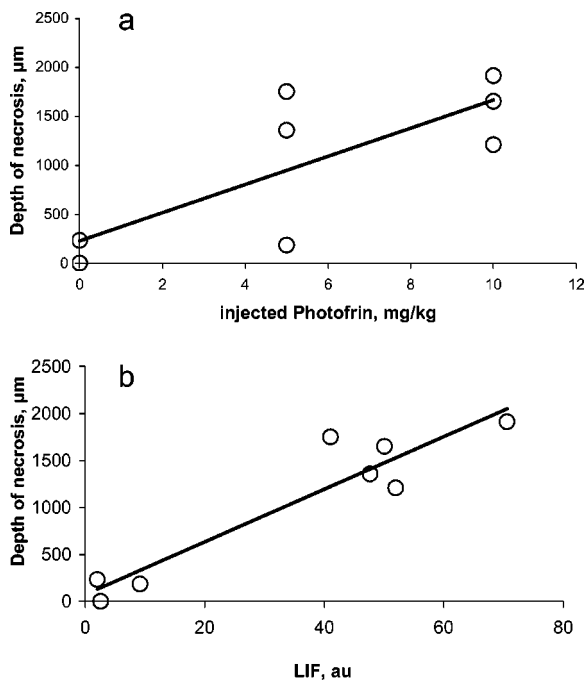 a
2500
2000
1500
1000
500
0
Depth of necrosis, µm
0 2 4 6 8 10 12
injected Photofrin, mg/kg
b
2500
2000
1500
1000
500
0
Depth of necrosis, µm
0 20 40 60 80
LIF, au